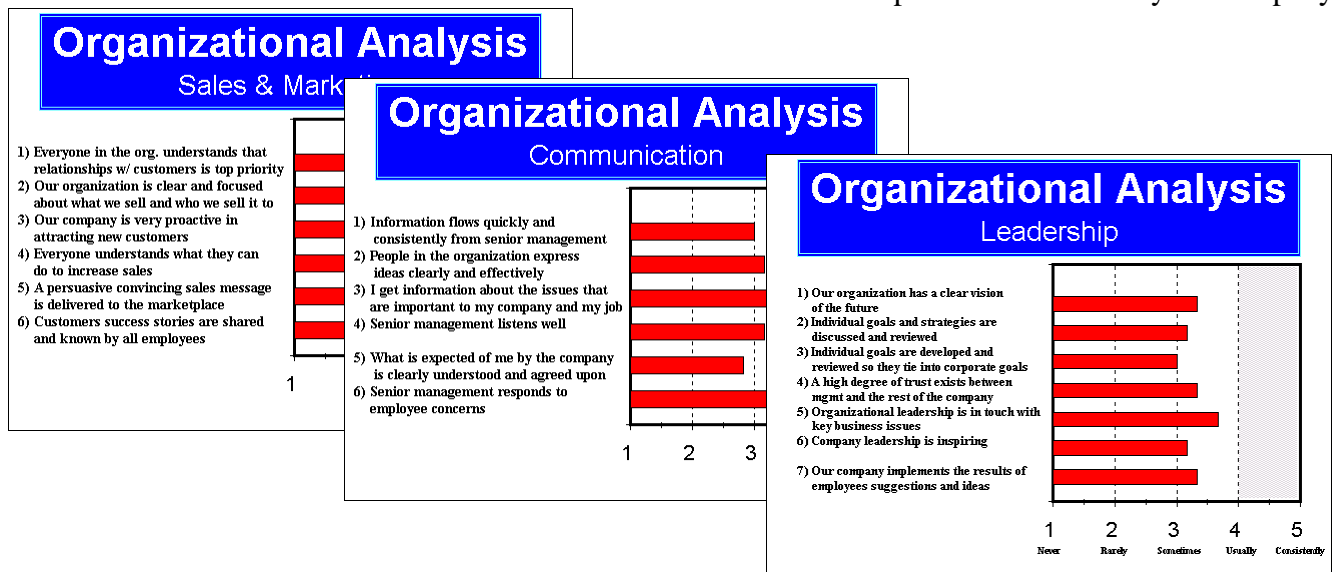 Organizational Analysis
Sales & Mark
1) Everyone in the org. understands that
relationships w/ customers is top priority
2) Our organization is clear and focused
about what we sell and who we sell it to
3) Our company is very proactive in
attracting new customers
4) Everyone understands what they can
do to increase sales
5) A persuasive convincing sales message
is delivered to the marketplace
6) Customers success stories are shared
and known by all employees
1
Organizational Analysis
Communication
1) Information flows quickly and
consistently from senior management
2) People in the organization express
ideas clearly and effectively
3) I get information about the issues that
are important to my company and my job
4) Senior management listens well
5) What is expected of me by the company
is clearly understood and agreed upon
6) Senior management responds to
employee concerns
1 2 3
Organizational Analysis
Leadership
1) Our organization has a clear vision
of the future
2) Individual goals and strategies are
discussed and reviewed
3) Individual goals are developed and
reviewed so they tie into corporate goals
4) A high degree of trust exists between
mgmt and the rest of the company
5) Organizational leadership is in touch with
key business issues
6) Company leadership is inspiring
7) Our company implements the results of
employees suggestions and ideas
1 2 3 4 5
Never Rarely Sometimes Usually Consistently